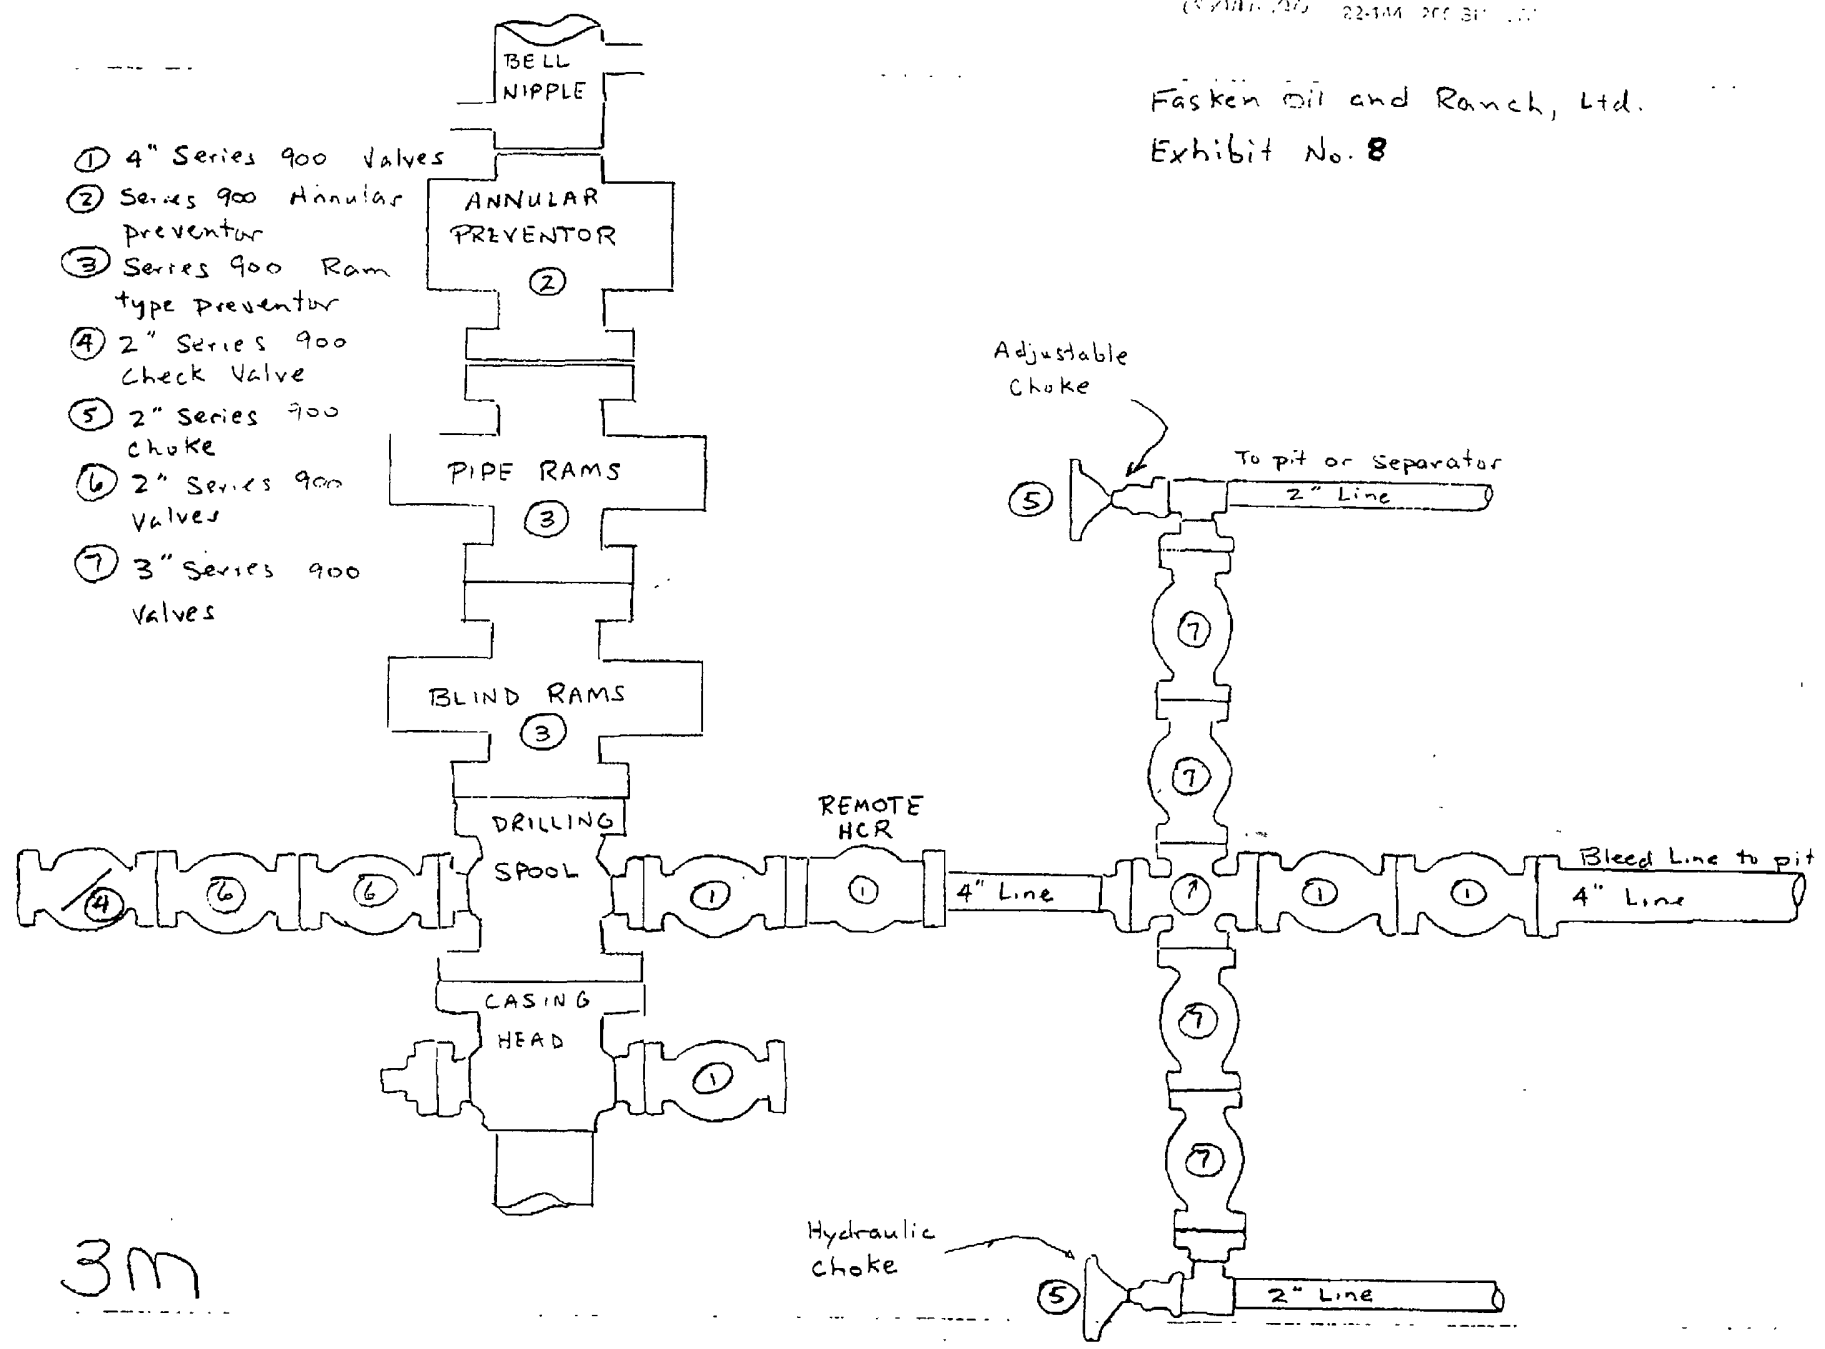 Fasken Oil and Ranch, Ltd.
Exhibit No. 8
BELL
NIPPLE
① 4" Series 900 Valves
② Series 900 Annular
preventor
③ Series 900 Ram
type preventor
④ 2" Series 900
Check Valve
⑤ 2" Series 900
Choke
⑥ 2" Series 900
Valves
⑦ 3" Series 900
Valves
ANNULAR
PREVENTOR
②
PIPE RAMS
③
BLIND RAMS
③
DRILLING
SPOOL
④ ⑥ ⑥
①
REMOTE
HCR
①
4" Line
① ①
Bleed Line to pit
4" Line
Adjustable
Choke
⑤
To pit or separator
2" Line
⑦
⑦
⑦
⑦
CASING
HEAD
①
Hydraulic
Choke
⑤
2" Line
3M